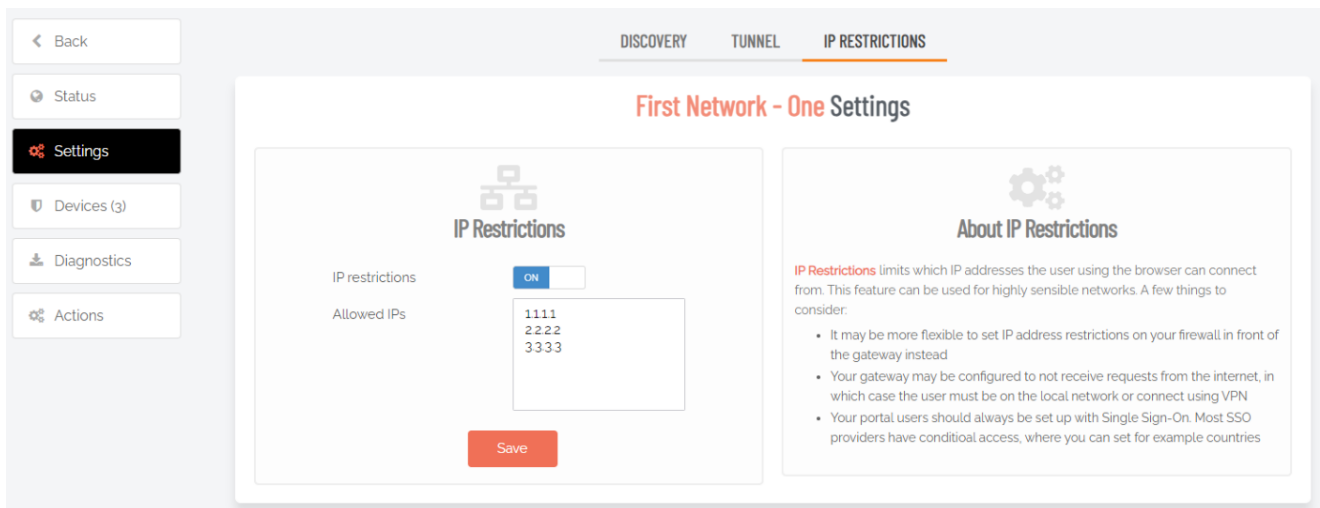 Back
Status
Settings
Devices (3)
Diagnostics
Actions
DISCOVERY TUNNEL IP RESTRICTIONS
First Network - One Settings
IP Restrictions
IP restrictions ON
Allowed IPs
1.1.1.1
2.2.2.2
3.3.3.3
Save
About IP Restrictions
IP Restrictions limits which IP addresses the user using the browser can connect
from. This feature can be used for highly sensible networks. A few things to
consider:
• It may be more flexible to set IP address restrictions on your firewall in front of
the gateway instead
• Your gateway may be configured to not receive requests from the internet, in
which case the user must be on the local network or connect using VPN
• Your portal users should always be set up with Single Sign-On. Most SSO
providers have conditioal access, where you can set for example countries